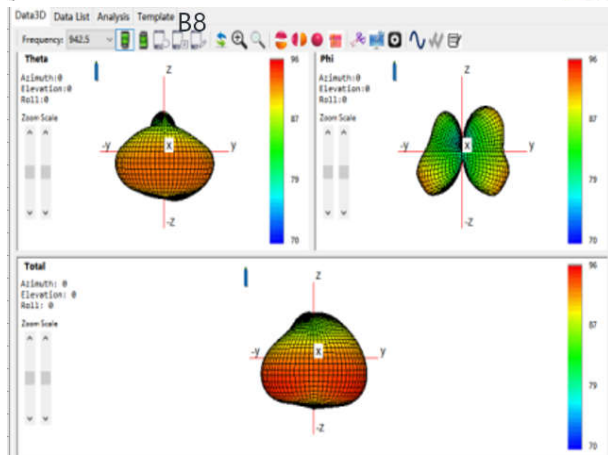 Data3D Data List Analysis Template B8
Frequency: 942.5
Theta
Azimuth:0
Elevation:0
Roll:0
Zoom Scale
Z
-y x y
-Z
96
87
79
70
Phi
Azimuth:0
Elevation:0
Roll:0
Zoom Scale
Z
-y x y
-Z
96
87
79
70
Total
Azimuth: 0
Elevation: 0
Roll: 0
Zoom Scale
Z
-y x y
-Z
96
87
79
70